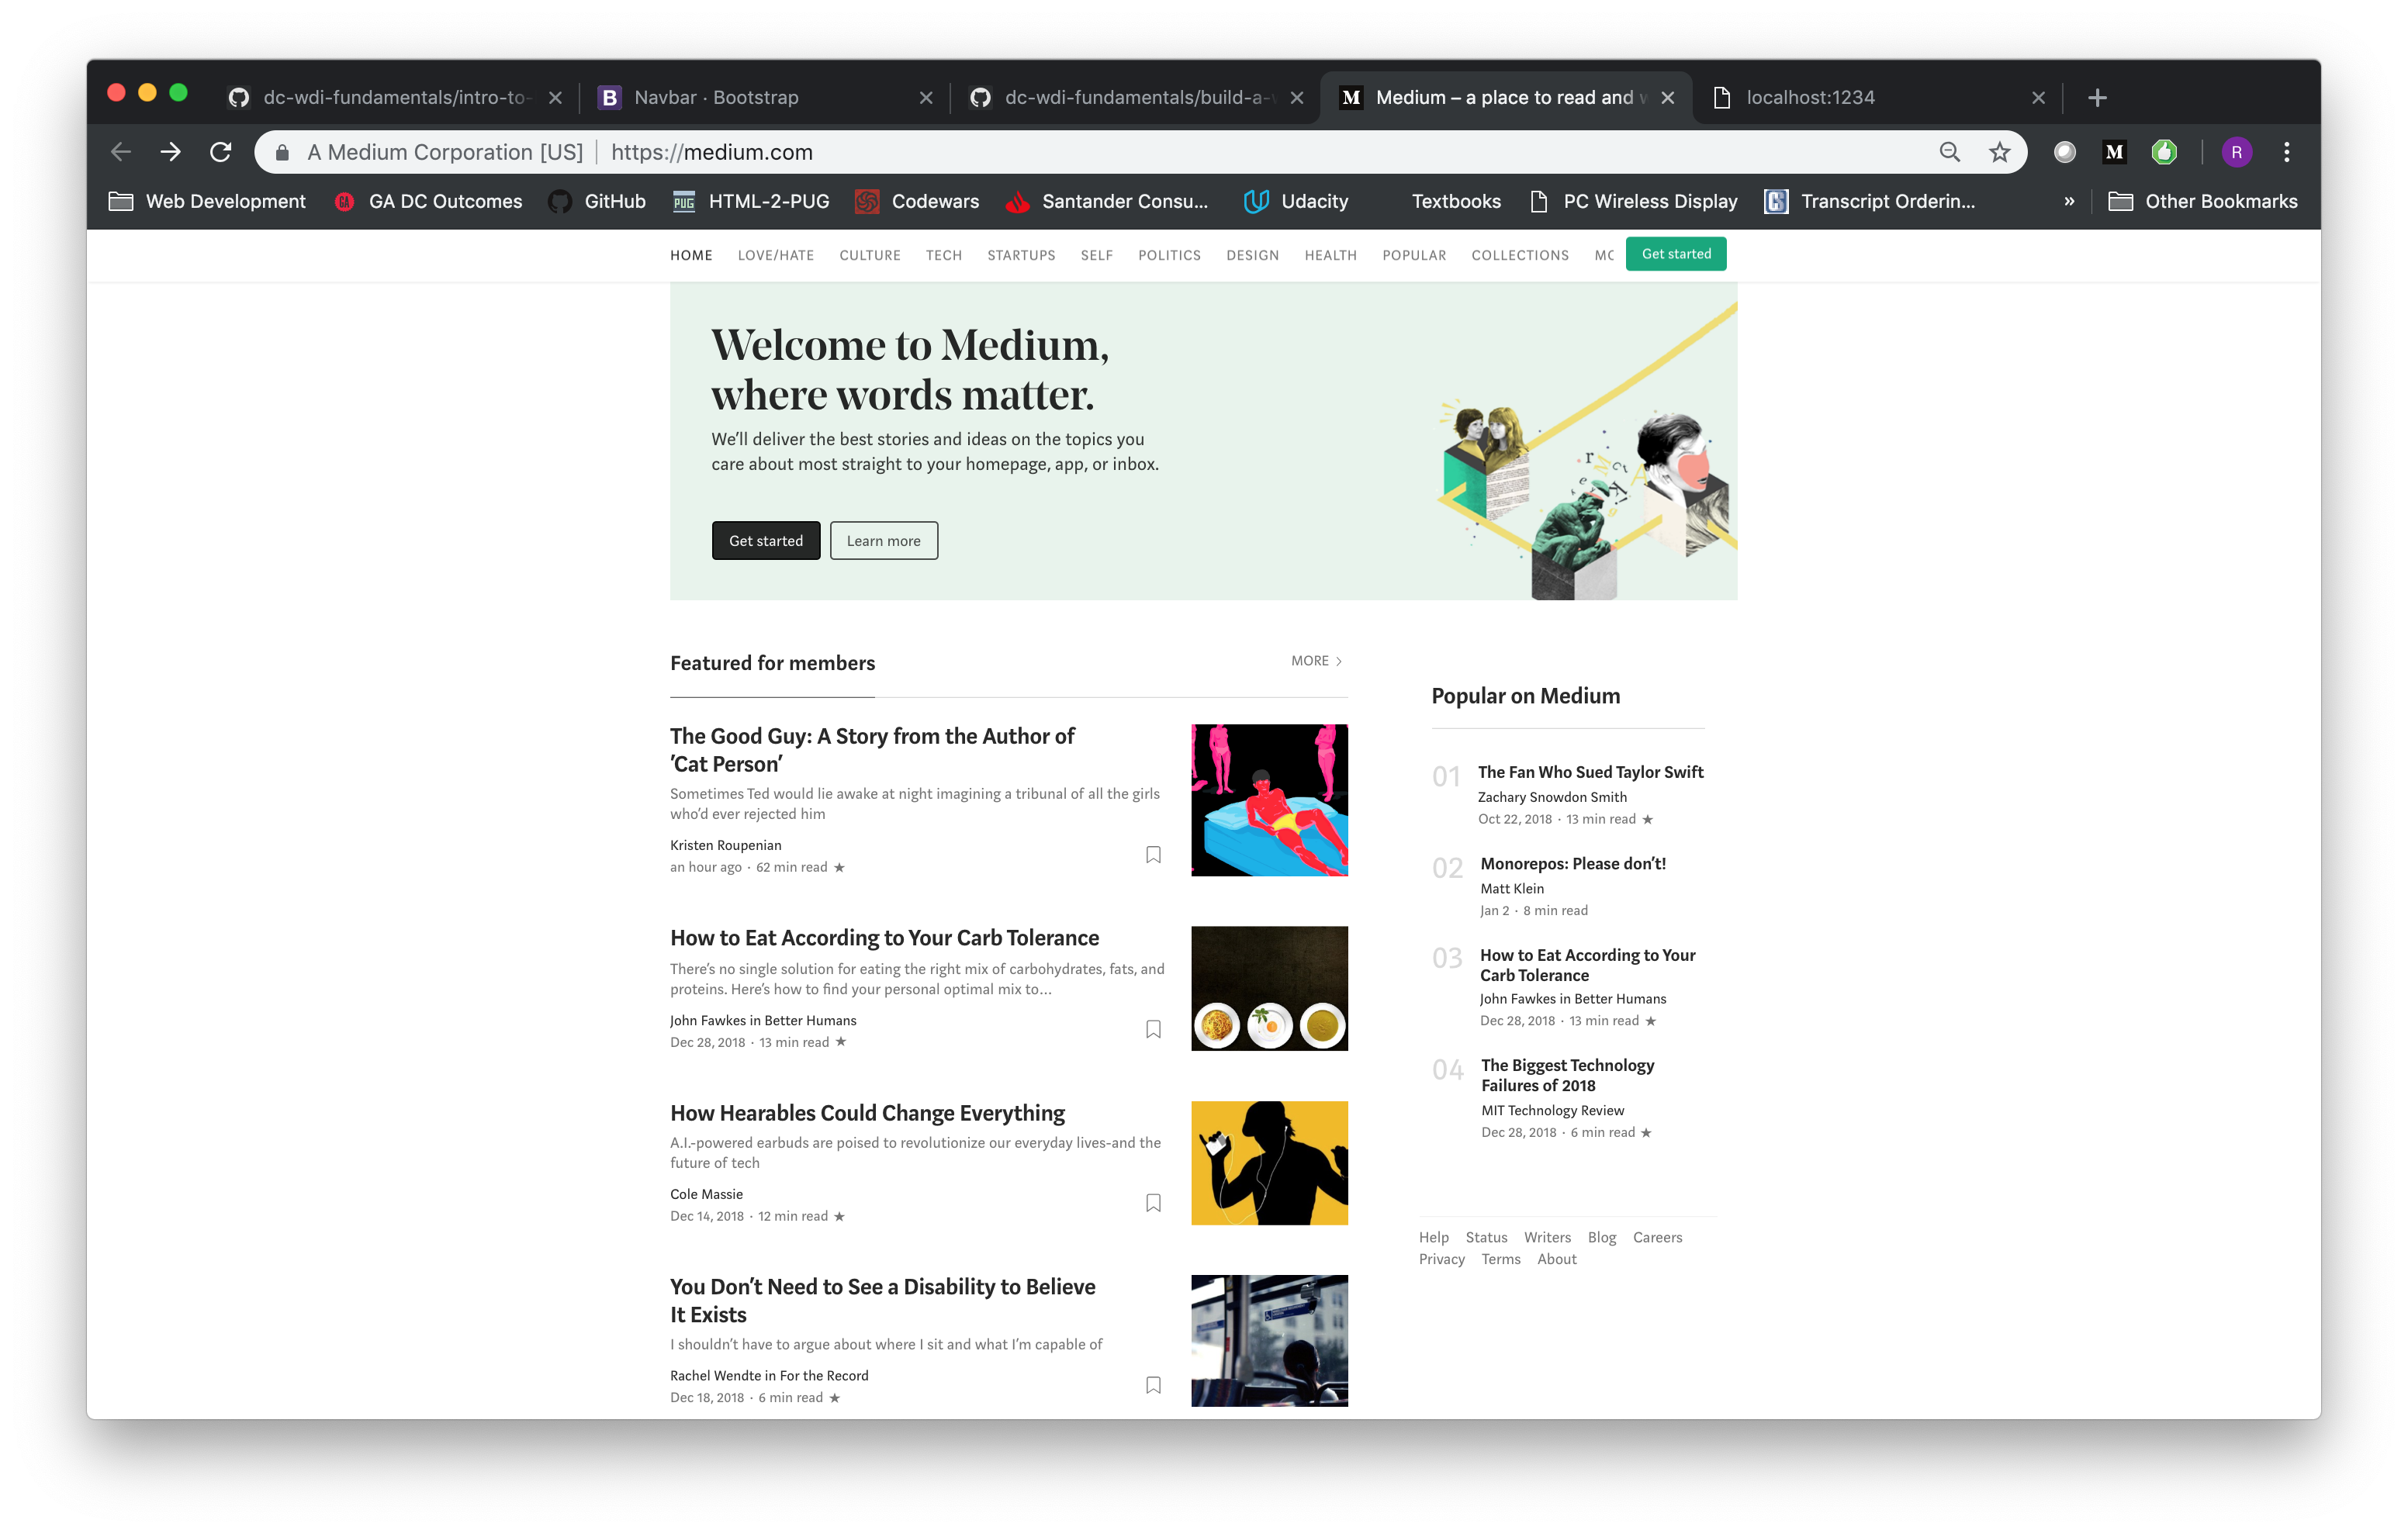 dc-wdi-fundamentals/intro-to-
Navbar · Bootstrap
dc-wdi-fundamentals/build-a-
Medium – a place to read and
localhost:1234
A Medium Corporation [US] | https://medium.com
R
Web Development
GA DC Outcomes
GitHub
HTML-2-PUG
Codewars
Santander Consu...
Udacity
Textbooks
PC Wireless Display
Transcript Orderin...
»
Other Bookmarks
HOME LOVE/HATE CULTURE TECH STARTUPS SELF POLITICS DESIGN HEALTH POPULAR COLLECTIONS
Get started
Welcome to Medium,
where words matter.
We’ll deliver the best stories and ideas on the topics you
care about most straight to your homepage, app, or inbox.
Get started
Learn more
Featured for members
MORE
The Good Guy: A Story from the Author of
‘Cat Person’
Sometimes Ted would lie awake at night imagining a tribunal of all the girls
who’d ever rejected him
Kristen Roupenian
an hour ago · 62 min read ★
How to Eat According to Your Carb Tolerance
There’s no single solution for eating the right mix of carbohydrates, fats, and
proteins. Here’s how to find your personal optimal mix to…
John Fawkes in Better Humans
Dec 28, 2018 · 13 min read ★
How Hearables Could Change Everything
A.I.-powered earbuds are poised to revolutionize our everyday lives-and the
future of tech
Cole Massie
Dec 14, 2018 · 12 min read ★
You Don’t Need to See a Disability to Believe
It Exists
I shouldn’t have to argue about where I sit and what I’m capable of
Rachel Wendte in For the Record
Dec 18, 2018 · 6 min read ★
Popular on Medium
01
The Fan Who Sued Taylor Swift
Zachary Snowdon Smith
Oct 22, 2018 · 13 min read ★
02
Monorepos: Please don’t!
Matt Klein
Jan 2 · 8 min read
03
How to Eat According to Your
Carb Tolerance
John Fawkes in Better Humans
Dec 28, 2018 · 13 min read ★
04
The Biggest Technology
Failures of 2018
MIT Technology Review
Dec 28, 2018 · 6 min read ★
Help Status Writers Blog Careers
Privacy Terms About